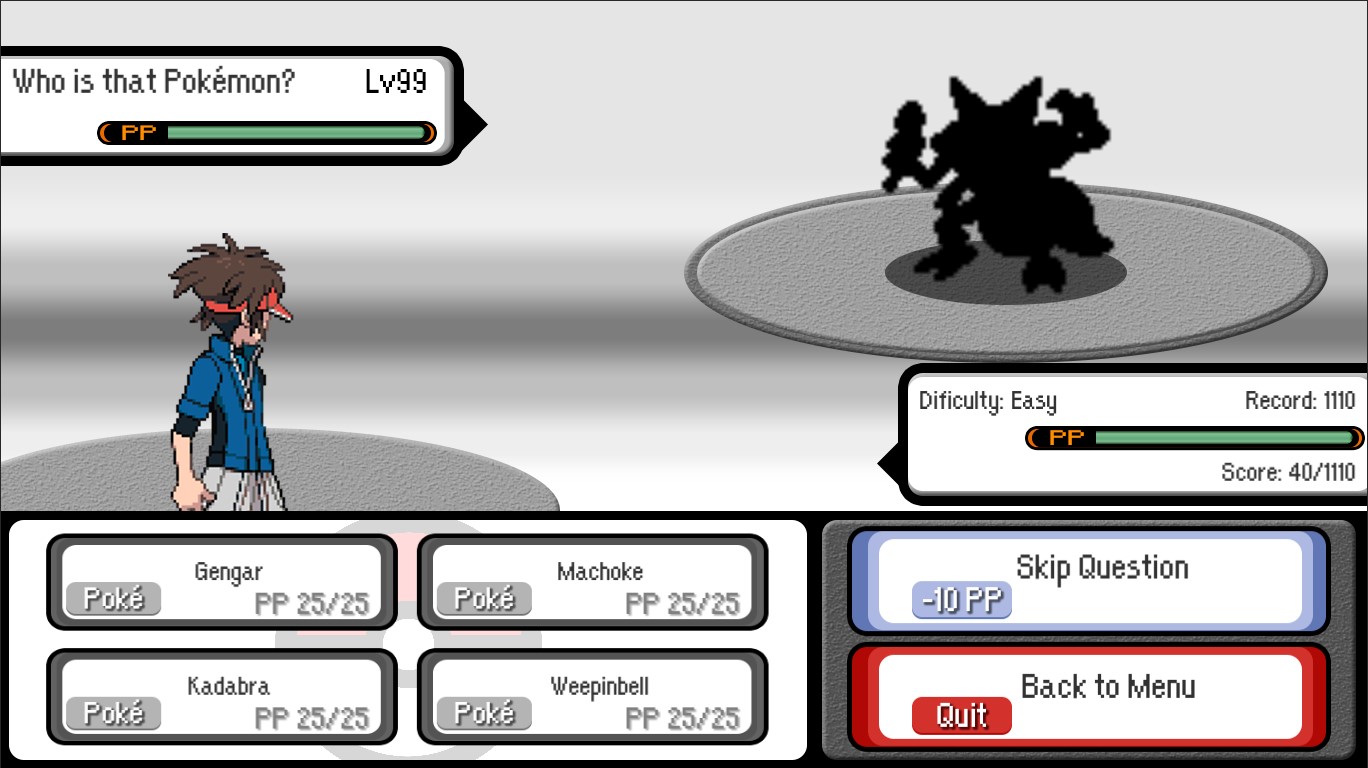 Who is that Pokémon? Lv99
PP
Dificulty: Easy Record: 1110
PP
Score: 40/1110
Gengar
Poké PP 25/25
Machoke
Poké PP 25/25
Kadabra
Poké PP 25/25
Weepinbell
Poké PP 25/25
Skip Question
-10 PP
Back to Menu
Quit